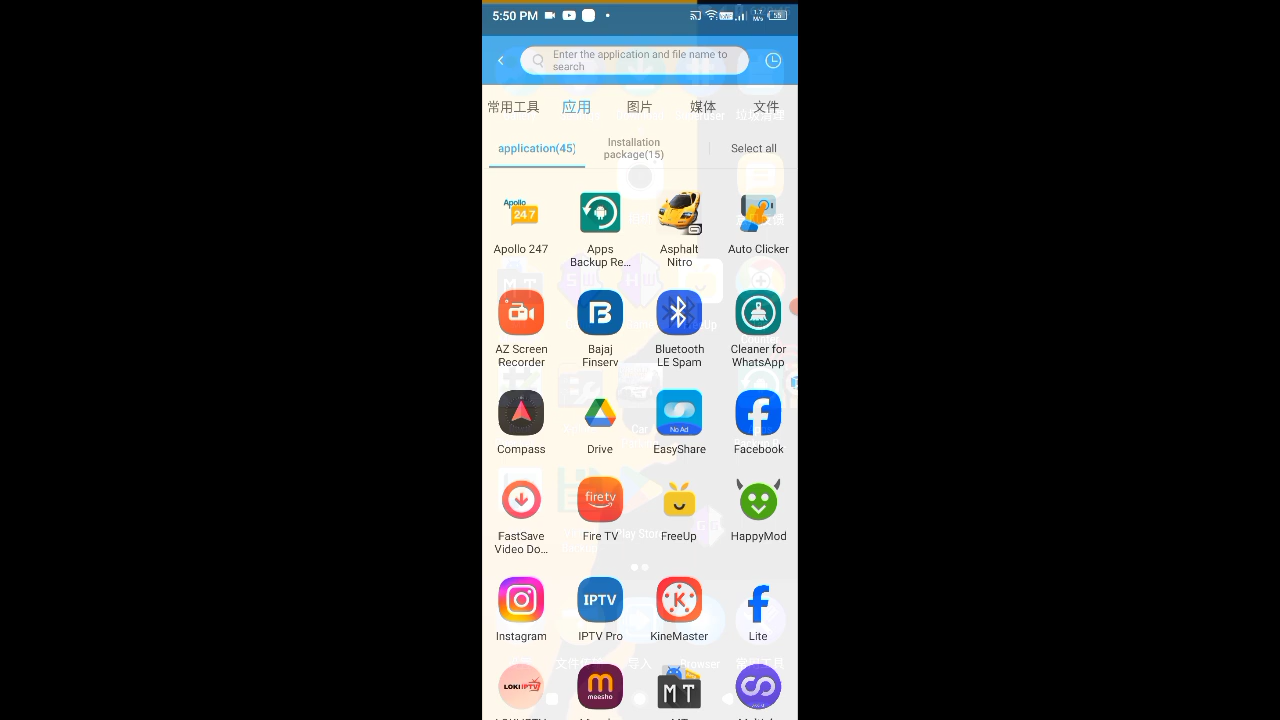 5:50 PM
1.7
M/s
55
Enter the application and file name to
search
常用工具 应用 图片 媒体 文件
application(45)
Installation
package(15)
Select all
Apollo
24 7
Apollo 247
Apps
Backup Re...
Asphalt
Nitro
Auto Clicker
AZ Screen
Recorder
Bajaj
Finserv
Bluetooth
LE Spam
Cleaner for
WhatsApp
Compass
Drive
No Ad
EasyShare
Facebook
FastSave
Video Do...
firetv
Fire TV
FreeUp
HappyMod
Instagram
IPTV
IPTV Pro
KineMaster
Lite
LOKI IPTV
meesho
MT